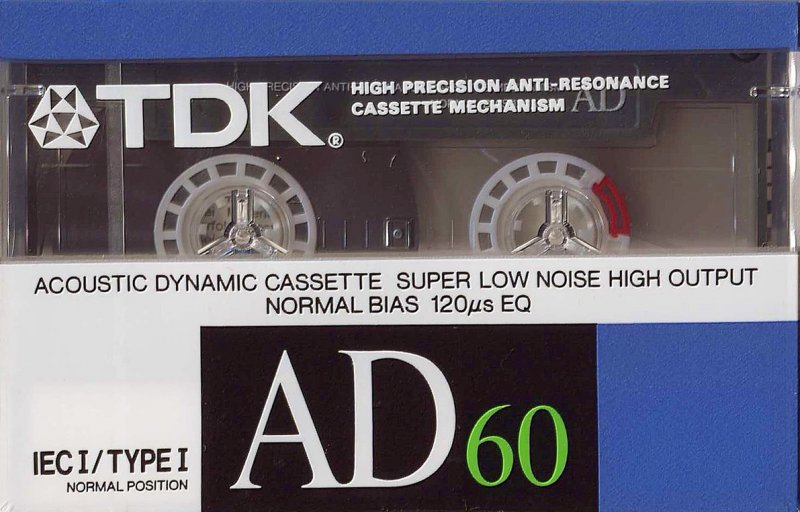 TDK®
HIGH PRECISION ANTI-RESONANCE
CASSETTE MECHANISM
AD
ACOUSTIC DYNAMIC CASSETTE SUPER LOW NOISE HIGH OUTPUT
NORMAL BIAS 120μs EQ
AD60
IEC I/TYPE I
NORMAL POSITION